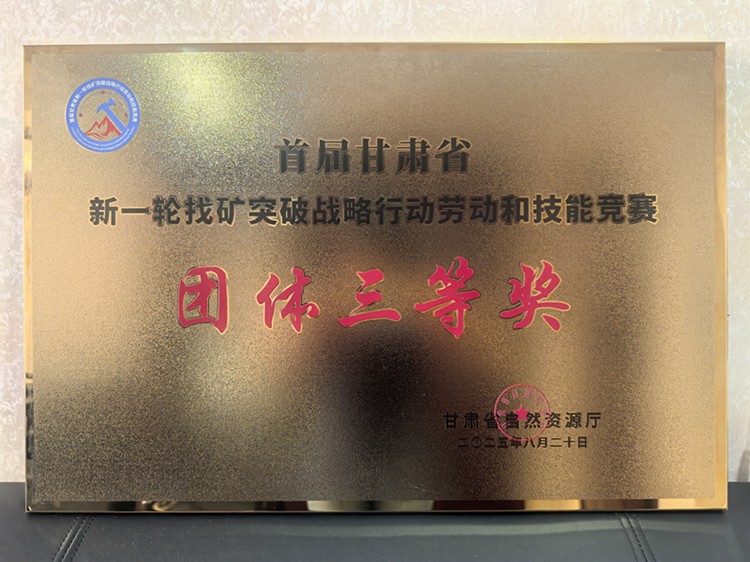 首届甘肃省
新一轮找矿突破战略行动劳动和技能竞赛
团体三等奖
甘肃省自然资源厅
二〇二五年八月二十日